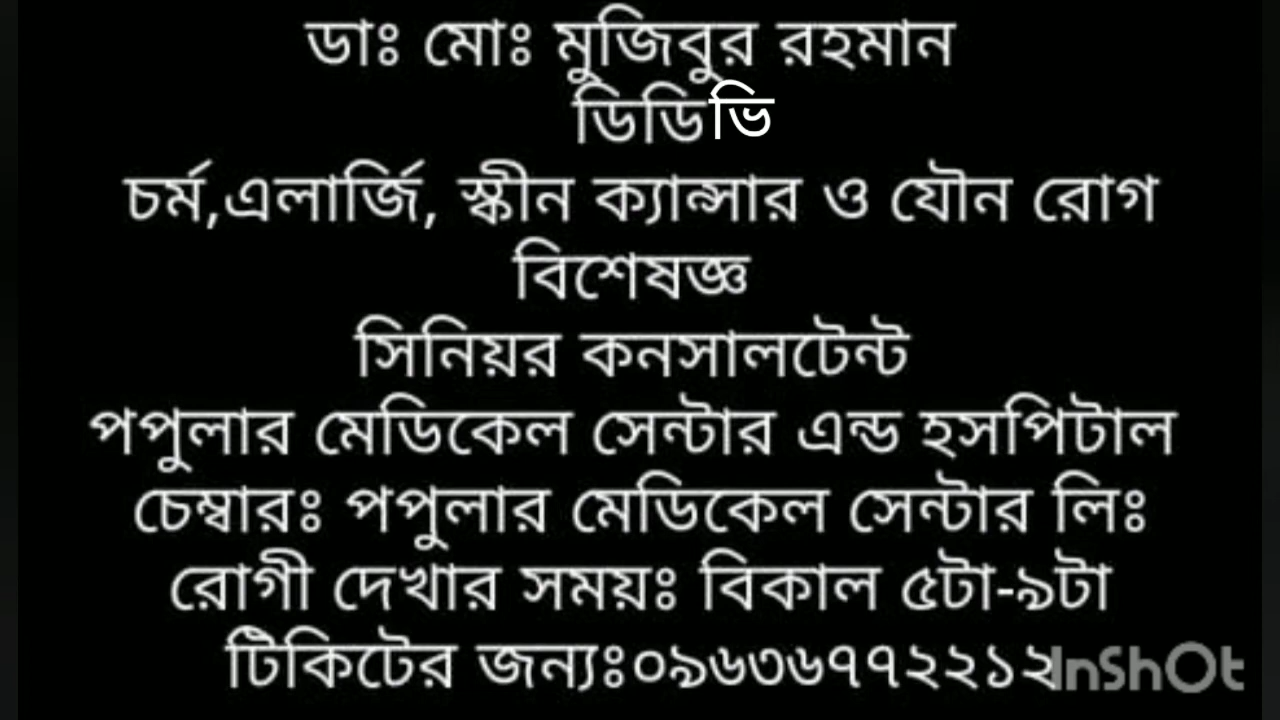 ডাঃ মোঃ মুজিবুর রহমান
ডিডিভি
চর্ম,এলার্জি, স্কীন ক্যান্সার ও যৌন রোগ
বিশেষজ্ঞ
সিনিয়র কনসালটেন্ট
পপুলার মেডিকেল সেন্টার এন্ড হসপিটাল
চেম্বারঃ পপুলার মেডিকেল সেন্টার লিঃ
রোগী দেখার সময়ঃ বিকাল ৫টা-৯টা
টিকিটের জন্যঃ০৯৬৩৬৭৭২২১২
InShOt